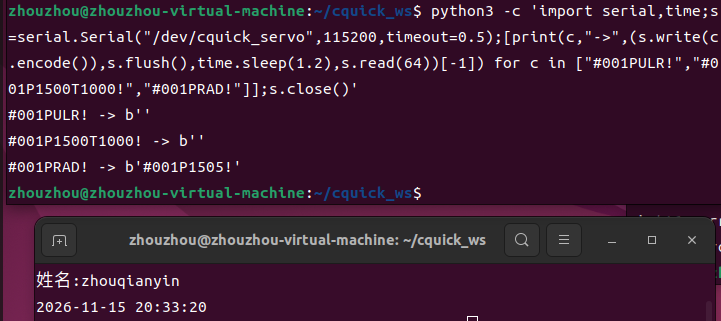 zhouzhou@zhouzhou-virtual-machine:~/cquick_ws$ python3 -c 'import serial,time;s
=serial.Serial("/dev/cquick_servo",115200,timeout=0.5);[print(c,"->",(s.write(c
.encode()),s.flush(),time.sleep(1.2),s.read(64))[-1]) for c in ["#001PULR!","#0
01P1500T1000!","#001PRAD!"]];s.close()'
#001PULR! -> b''
#001P1500T1000! -> b''
#001PRAD! -> b'#001P1505!'
zhouzhou@zhouzhou-virtual-machine:~/cquick_ws$
zhouzhou@zhouzhou-virtual-machine: ~/cquick_ws
姓名:zhouqianyin
2026-11-15 20:33:20